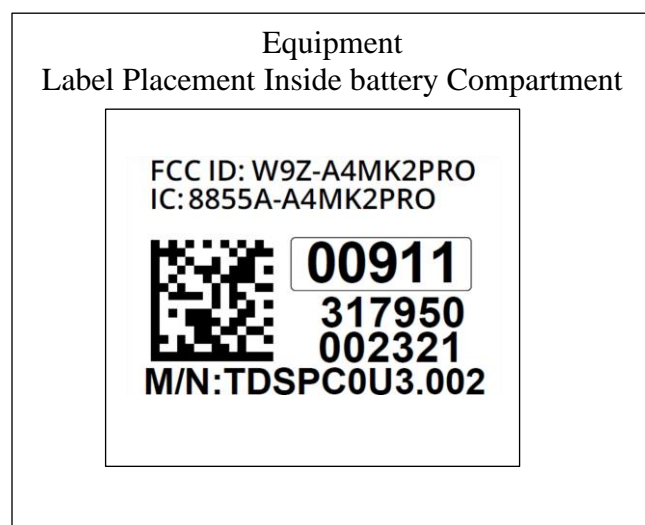 Equipment
Label Placement Inside battery Compartment
FCC ID: W9Z-A4MK2PRO
IC: 8855A-A4MK2PRO
00911
317950
002321
M/N:TDSPC0U3.002